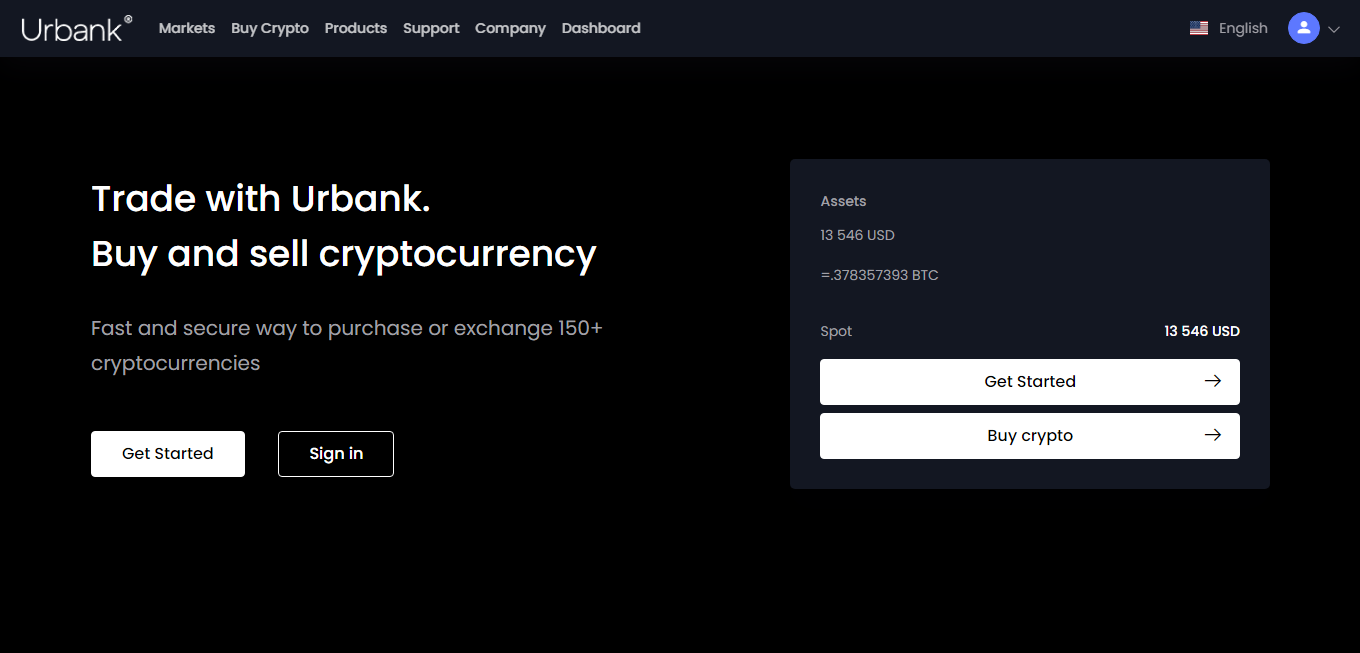 Urbank®
Markets Buy Crypto Products Support Company Dashboard
English
Trade with Urbank.
Buy and sell cryptocurrency
Fast and secure way to purchase or exchange 150+
cryptocurrencies
Get Started
Sign in
Assets
13 546 USD
=.378357393 BTC
Spot 13 546 USD
Get Started
Buy crypto